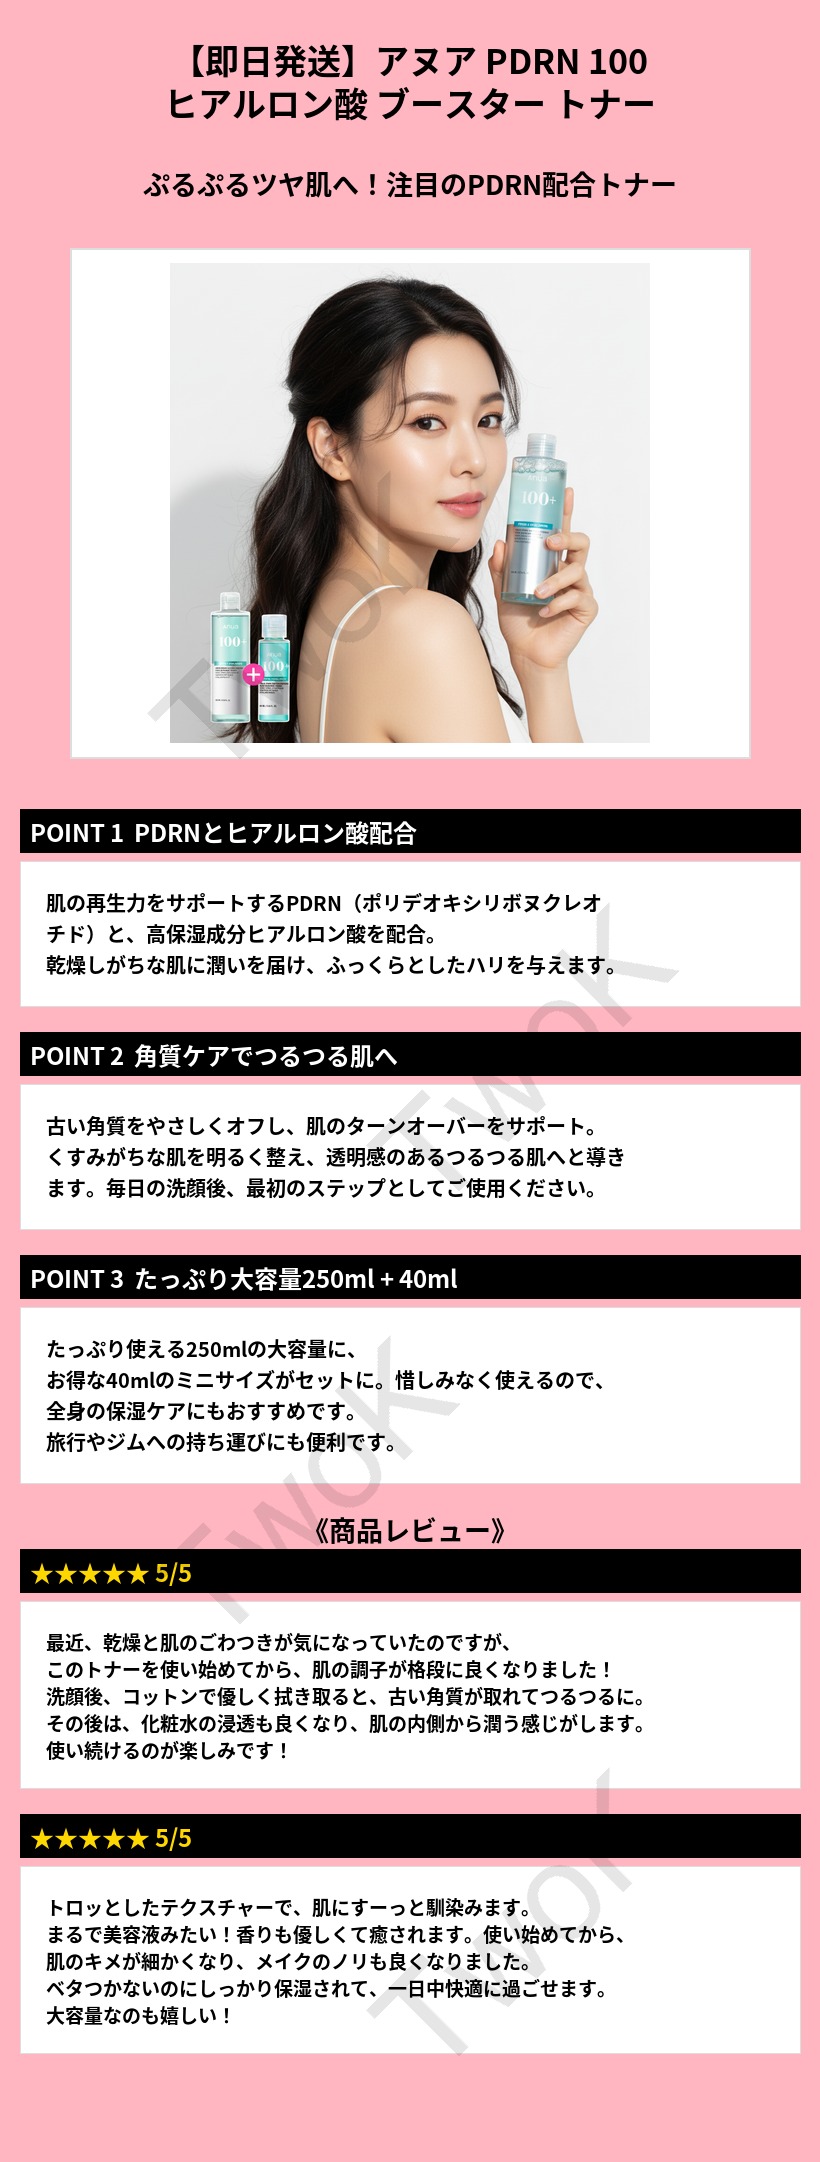 【即日発送】アヌア PDRN 100
ヒアルロン酸 ブースター トナー
ぷるぷるツヤ肌へ！注目のPDRN配合トナー
anua
100+
anua
100+
anua
100+
POINT 1 PDRNとヒアルロン酸配合
肌の再生力をサポートするPDRN（ポリデオキシリボヌクレオ
チド）と、高保湿成分ヒアルロン酸を配合。
乾燥しがちな肌に潤いを届け、ふっくらとしたハリを与えます。
POINT 2 角質ケアでつるつる肌へ
古い角質をやさしくオフし、肌のターンオーバーをサポート。
くすみがちな肌を明るく整え、透明感のあるつるつる肌へと導き
ます。毎日の洗顔後、最初のステップとしてご使用ください。
POINT 3 たっぷり大容量250ml + 40ml
たっぷり使える250mlの大容量に、
お得な40mlのミニサイズがセットに。惜しみなく使えるので、
全身の保湿ケアにもおすすめです。
旅行やジムへの持ち運びにも便利です。
《商品レビュー》
★★★★★ 5/5
最近、乾燥と肌のごわつきが気になっていたのですが、
このトナーを使い始めてから、肌の調子が格段に良くなりました！
洗顔後、コットンで優しく拭き取ると、古い角質が取れてつるつるに。
その後は、化粧水の浸透も良くなり、肌の内側から潤う感じがします。
使い続けるのが楽しみです！
★★★★★ 5/5
トロッとしたテクスチャーで、肌にすーっと馴染みます。
まるで美容液みたい！香りも優しくて癒されます。使い始めてから、
肌のキメが細かくなり、メイクのノリも良くなりました。
ベタつかないのにしっかり保湿されて、一日中快適に過ごせます。
大容量なのも嬉しい！
TwoK
TwoK
TwoK
TwoK